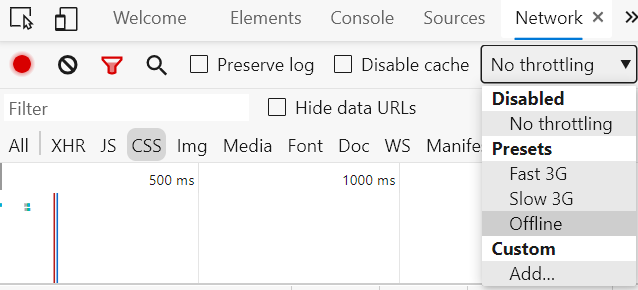 Welcome Elements Console Sources Network
Preserve log Disable cache No throttling
Filter Hide data URLs
All XHR JS CSS Img Media Font Doc WS Manifes
500 ms 1000 ms
Disabled
No throttling
Presets
Fast 3G
Slow 3G
Offline
Custom
Add...